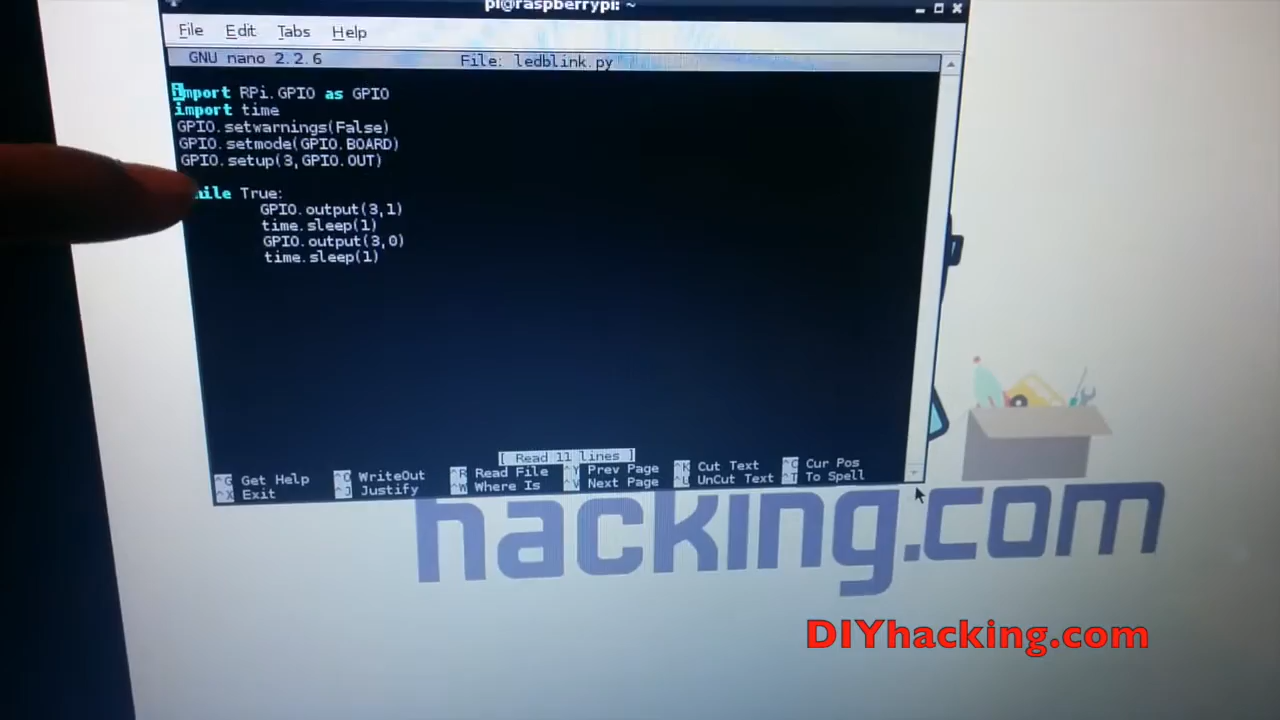 pi@raspberrypi: ~
File Edit Tabs Help
GNU nano 2.2.6 File: ledblink.py
import RPi.GPIO as GPIO
import time
GPIO.setwarnings(False)
GPIO.setmode(GPIO.BOARD)
GPIO.setup(3,GPIO.OUT)
while True:
GPIO.output(3,1)
time.sleep(1)
GPIO.output(3,0)
time.sleep(1)
[ Read 11 lines ]
^G Get Help ^O WriteOut ^R Read File ^Y Prev Page ^K Cut Text ^C Cur Pos
^X Exit ^J Justify ^W Where Is ^V Next Page ^U UnCut Text ^T To Spell
hacking.com
DIYhacking.com